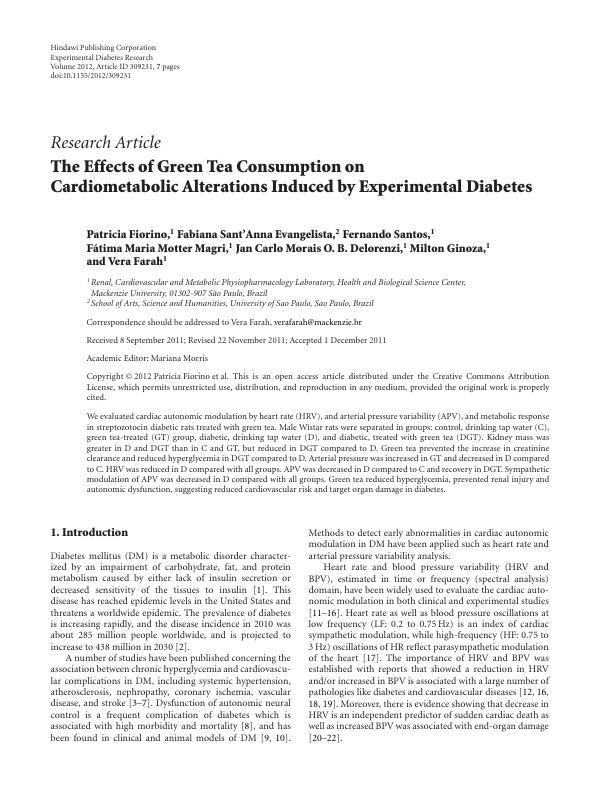 Hindawi Publishing Corporation
Experimental Diabetes Research
Volume 2012, Article ID 309231, 7 pages
doi:10.1155/2012/309231
Research Article
The Effects of Green Tea Consumption on
Cardiometabolic Alterations Induced by Experimental Diabetes
Patricia Fiorino,1 Fabiana Sant'Anna Evangelista,2 Fernando Santos,1
Fátima Maria Motter Magri,1 Jan Carlo Morais O. B. Delorenzi,1 Milton Ginoza,1
and Vera Farah1
1 Renal, Cardiovascular and Metabolic Physiopharmacology Laboratory, Health and Biological Science Center,
Mackenzie University, 01302-907 São Paulo, Brazil
2 School of Arts, Science and Humanities, University of Sao Paulo, Sao Paulo, Brazil
Correspondence should be addressed to Vera Farah, verafarah@mackenzie.br
Received 8 September 2011; Revised 22 November 2011; Accepted 1 December 2011
Academic Editor: Mariana Morris
Copyright © 2012 Patricia Fiorino et al. This is an open access article distributed under the Creative Commons Attribution
License, which permits unrestricted use, distribution, and reproduction in any medium, provided the original work is properly
cited.
We evaluated cardiac autonomic modulation by heart rate (HRV), and arterial pressure variability (APV), and metabolic response
in streptozotocin diabetic rats treated with green tea. Male Wistar rats were separated in groups: control, drinking tap water (C),
green tea-treated (GT) group, diabetic, drinking tap water (D), and diabetic, treated with green tea (DGT). Kidney mass was
greater in D and DGT than in C and GT, but reduced in DGT compared to D. Green tea prevented the increase in creatinine
clearance and reduced hyperglycemia in DGT compared to D. Arterial pressure was increased in GT and decreased in D compared
to C. HRV was reduced in D compared with all groups. APV was decreased in D compared to C and recovery in DGT. Sympathetic
modulation of APV was decreased in D compared with all groups. Green tea reduced hyperglycemia, prevented renal injury and
autonomic dysfunction, suggesting reduced cardiovascular risk and target organ damage in diabetes.
1. Introduction
Diabetes mellitus (DM) is a metabolic disorder character-
ized by an impairment of carbohydrate, fat, and protein
metabolism caused by either lack of insulin secretion or
decreased sensitivity of the tissues to insulin [1]. This
disease has reached epidemic levels in the United States and
threatens a worldwide epidemic. The prevalence of diabetes
is increasing rapidly, and the disease incidence in 2010 was
about 285 million people worldwide, and is projected to
increase to 438 million in 2030 [2].
A number of studies have been published concerning the
association between chronic hyperglycemia and cardiovascu-
lar complications in DM, including systemic hypertension,
atherosclerosis, nephropathy, coronary ischemia, vascular
disease, and stroke [3–7]. Dysfunction of autonomic neural
control is a frequent complication of diabetes which is
associated with high morbidity and mortality [8], and has
been found in clinical and animal models of DM [9, 10].
Methods to detect early abnormalities in cardiac autonomic
modulation in DM have been applied such as heart rate and
arterial pressure variability analysis.
Heart rate and blood pressure variability (HRV and
BPV), estimated in time or frequency (spectral analysis)
domain, have been widely used to evaluate the cardiac auto-
nomic modulation in both clinical and experimental studies
[11–16]. Heart rate as well as blood pressure oscillations at
low frequency (LF: 0.2 to 0.75 Hz) is an index of cardiac
sympathetic modulation, while high-frequency (HF: 0.75 to
3 Hz) oscillations of HR reflect parasympathetic modulation
of the heart [17]. The importance of HRV and BPV was
established with reports that showed a reduction in HRV
and/or increased in BPV is associated with a large number of
pathologies like diabetes and cardiovascular diseases [12, 16,
18, 19]. Moreover, there is evidence showing that decrease in
HRV is an independent predictor of sudden cardiac death as
well as increased BPV was associated with end-organ damage
[20–22].